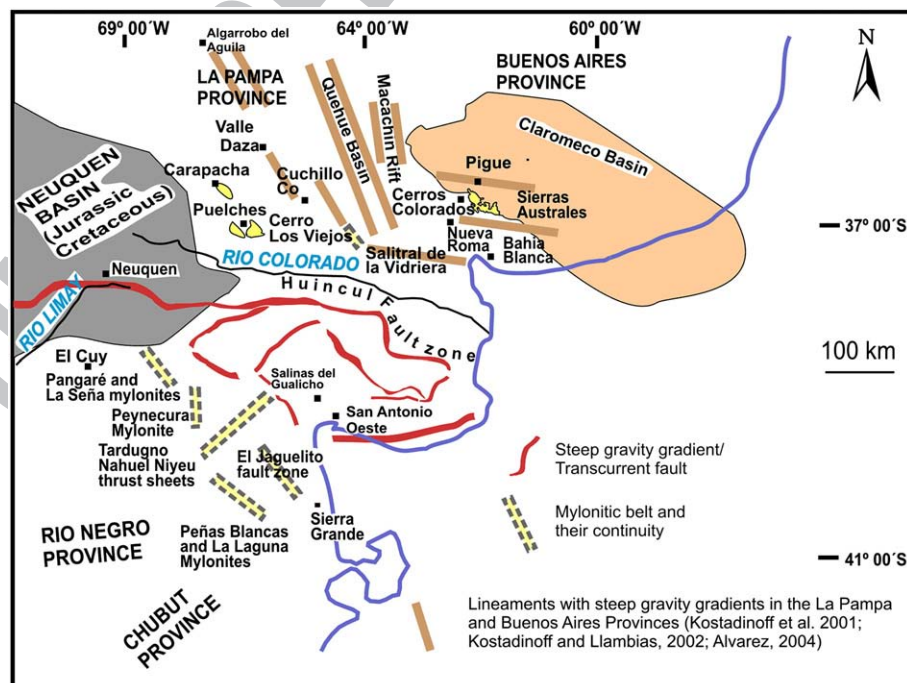 69°00´W
64°00´W
60°00´W
N
Algarrobo del
Aguila
LA PAMPA
PROVINCE
BUENOS AIRES
PROVINCE
Quehue Basin
Macachin Rift
Claromeco Basin
Valle
Daza
Carapacha
Cuchillo
Co
Pigue
NEUQUEN
BASIN
(Jurassic
Cretaceous)
Puelches
Cerro
Los Viejos
Cerros
Colorados
Sierras
Australes
37° 00´S
Nueva
Roma
Bahia
Blanca
Salitral de
la Vidriera
RIO COLORADO
Neuquen
Huincul Fault zone
RIO LIMAY
100 km
El Cuy
Pangaré and
La Seña mylonites
Salinas del
Gualicho
San Antonio
Oeste
Peynecura
Mylonite
Tardugno
Nahuel Niyeu
thrust sheets
El Jaguelito
fault zone
Steep gravity gradient/
Transcurrent fault
Mylonitic belt and
their continuity
Sierra
Grande
Peñas Blancas
and La Laguna
Mylonites
RIO NEGRO
PROVINCE
41° 00´S
CHUBUT
PROVINCE
Lineaments with steep gravity gradients in the La Pampa
and Buenos Aires Provinces (Kostadinoff et al. 2001;
Kostadinoff and Llambias, 2002; Alvarez, 2004)